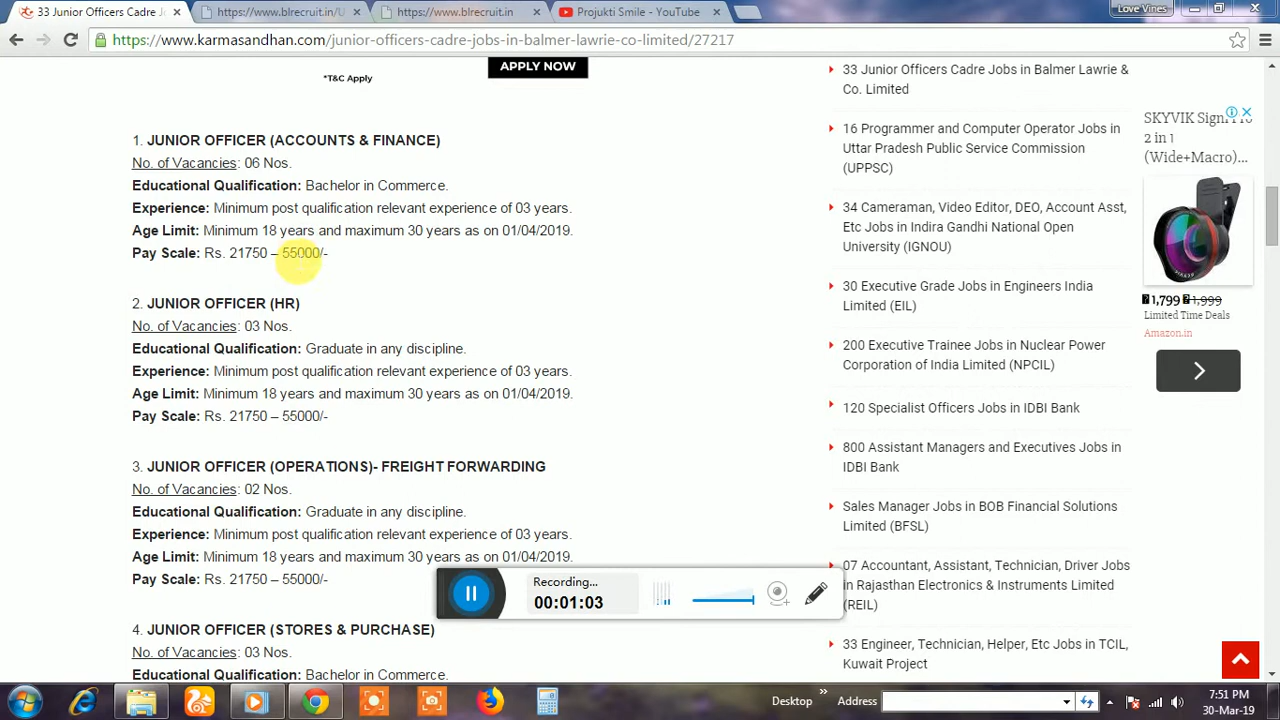 33 Junior Officers Cadre J
https://www.blrecruit.in/U
https://www.blrecruit.in
Projukti Smile - YouTube
Love Vines
https://www.karmasandhan.com/junior-officers-cadre-jobs-in-balmer-lawrie-co-limited/27217
*T&C Apply
APPLY NOW
1. JUNIOR OFFICER (ACCOUNTS & FINANCE)
No. of Vacancies: 06 Nos.
Educational Qualification: Bachelor in Commerce.
Experience: Minimum post qualification relevant experience of 03 years.
Age Limit: Minimum 18 years and maximum 30 years as on 01/04/2019.
Pay Scale: Rs. 21750 – 55000/-
2. JUNIOR OFFICER (HR)
No. of Vacancies: 03 Nos.
Educational Qualification: Graduate in any discipline.
Experience: Minimum post qualification relevant experience of 03 years.
Age Limit: Minimum 18 years and maximum 30 years as on 01/04/2019.
Pay Scale: Rs. 21750 – 55000/-
3. JUNIOR OFFICER (OPERATIONS)- FREIGHT FORWARDING
No. of Vacancies: 02 Nos.
Educational Qualification: Graduate in any discipline.
Experience: Minimum post qualification relevant experience of 03 years.
Age Limit: Minimum 18 years and maximum 30 years as on 01/04/2019.
Pay Scale: Rs. 21750 – 55000/-
4. JUNIOR OFFICER (STORES & PURCHASE)
No. of Vacancies: 03 Nos.
Educational Qualification: Bachelor in Commerce.
33 Junior Officers Cadre Jobs in Balmer Lawrie &
Co. Limited
16 Programmer and Computer Operator Jobs in
Uttar Pradesh Public Service Commission
(UPPSC)
34 Cameraman, Video Editor, DEO, Account Asst,
Etc Jobs in Indira Gandhi National Open
University (IGNOU)
30 Executive Grade Jobs in Engineers India
Limited (EIL)
200 Executive Trainee Jobs in Nuclear Power
Corporation of India Limited (NPCIL)
120 Specialist Officers Jobs in IDBI Bank
800 Assistant Managers and Executives Jobs in
IDBI Bank
Sales Manager Jobs in BOB Financial Solutions
Limited (BFSL)
07 Accountant, Assistant, Technician, Driver Jobs
in Rajasthan Electronics & Instruments Limited
(REIL)
33 Engineer, Technician, Helper, Etc Jobs in TCIL,
Kuwait Project
SKYVIK Sign
2 in 1
(Wide+Macro)...
1,799 1,999
Limited Time Deals
Amazon.in
Recording...
00:01:03
Desktop
Address
7:51 PM
30-Mar-19